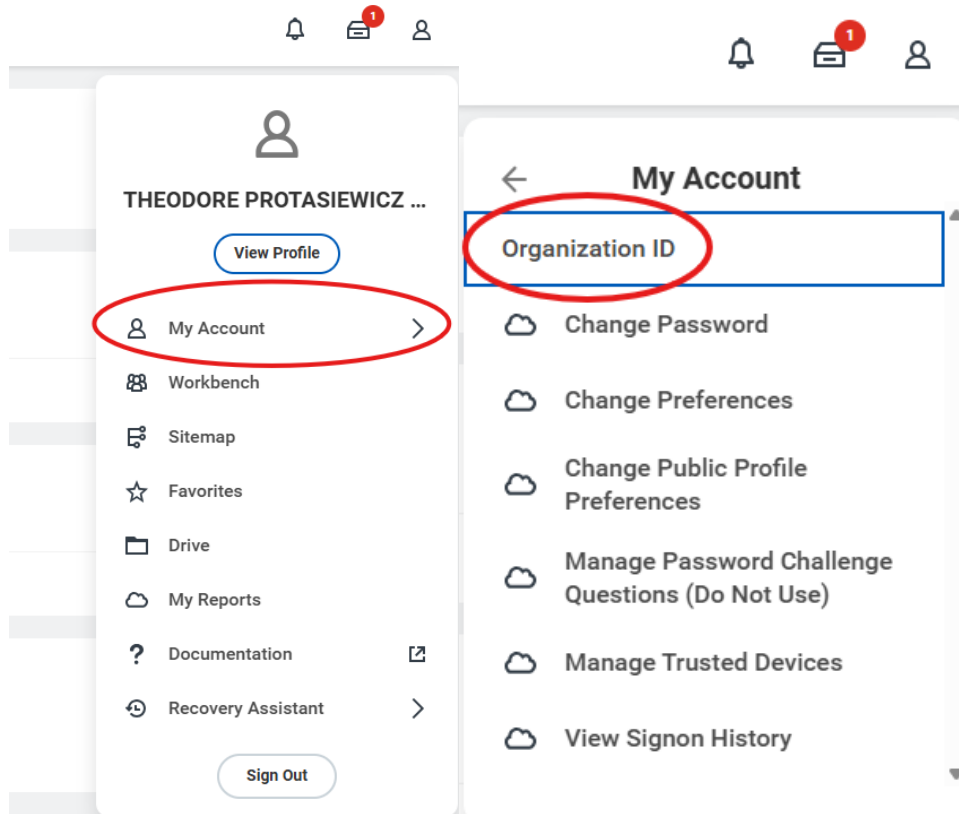 1
THEODORE PROTASIEWICZ ...
View Profile
My Account
Workbench
Sitemap
Favorites
Drive
My Reports
Documentation
Recovery Assistant
Sign Out
1
My Account
Organization ID
Change Password
Change Preferences
Change Public Profile
Preferences
Manage Password Challenge
Questions (Do Not Use)
Manage Trusted Devices
View Signon History